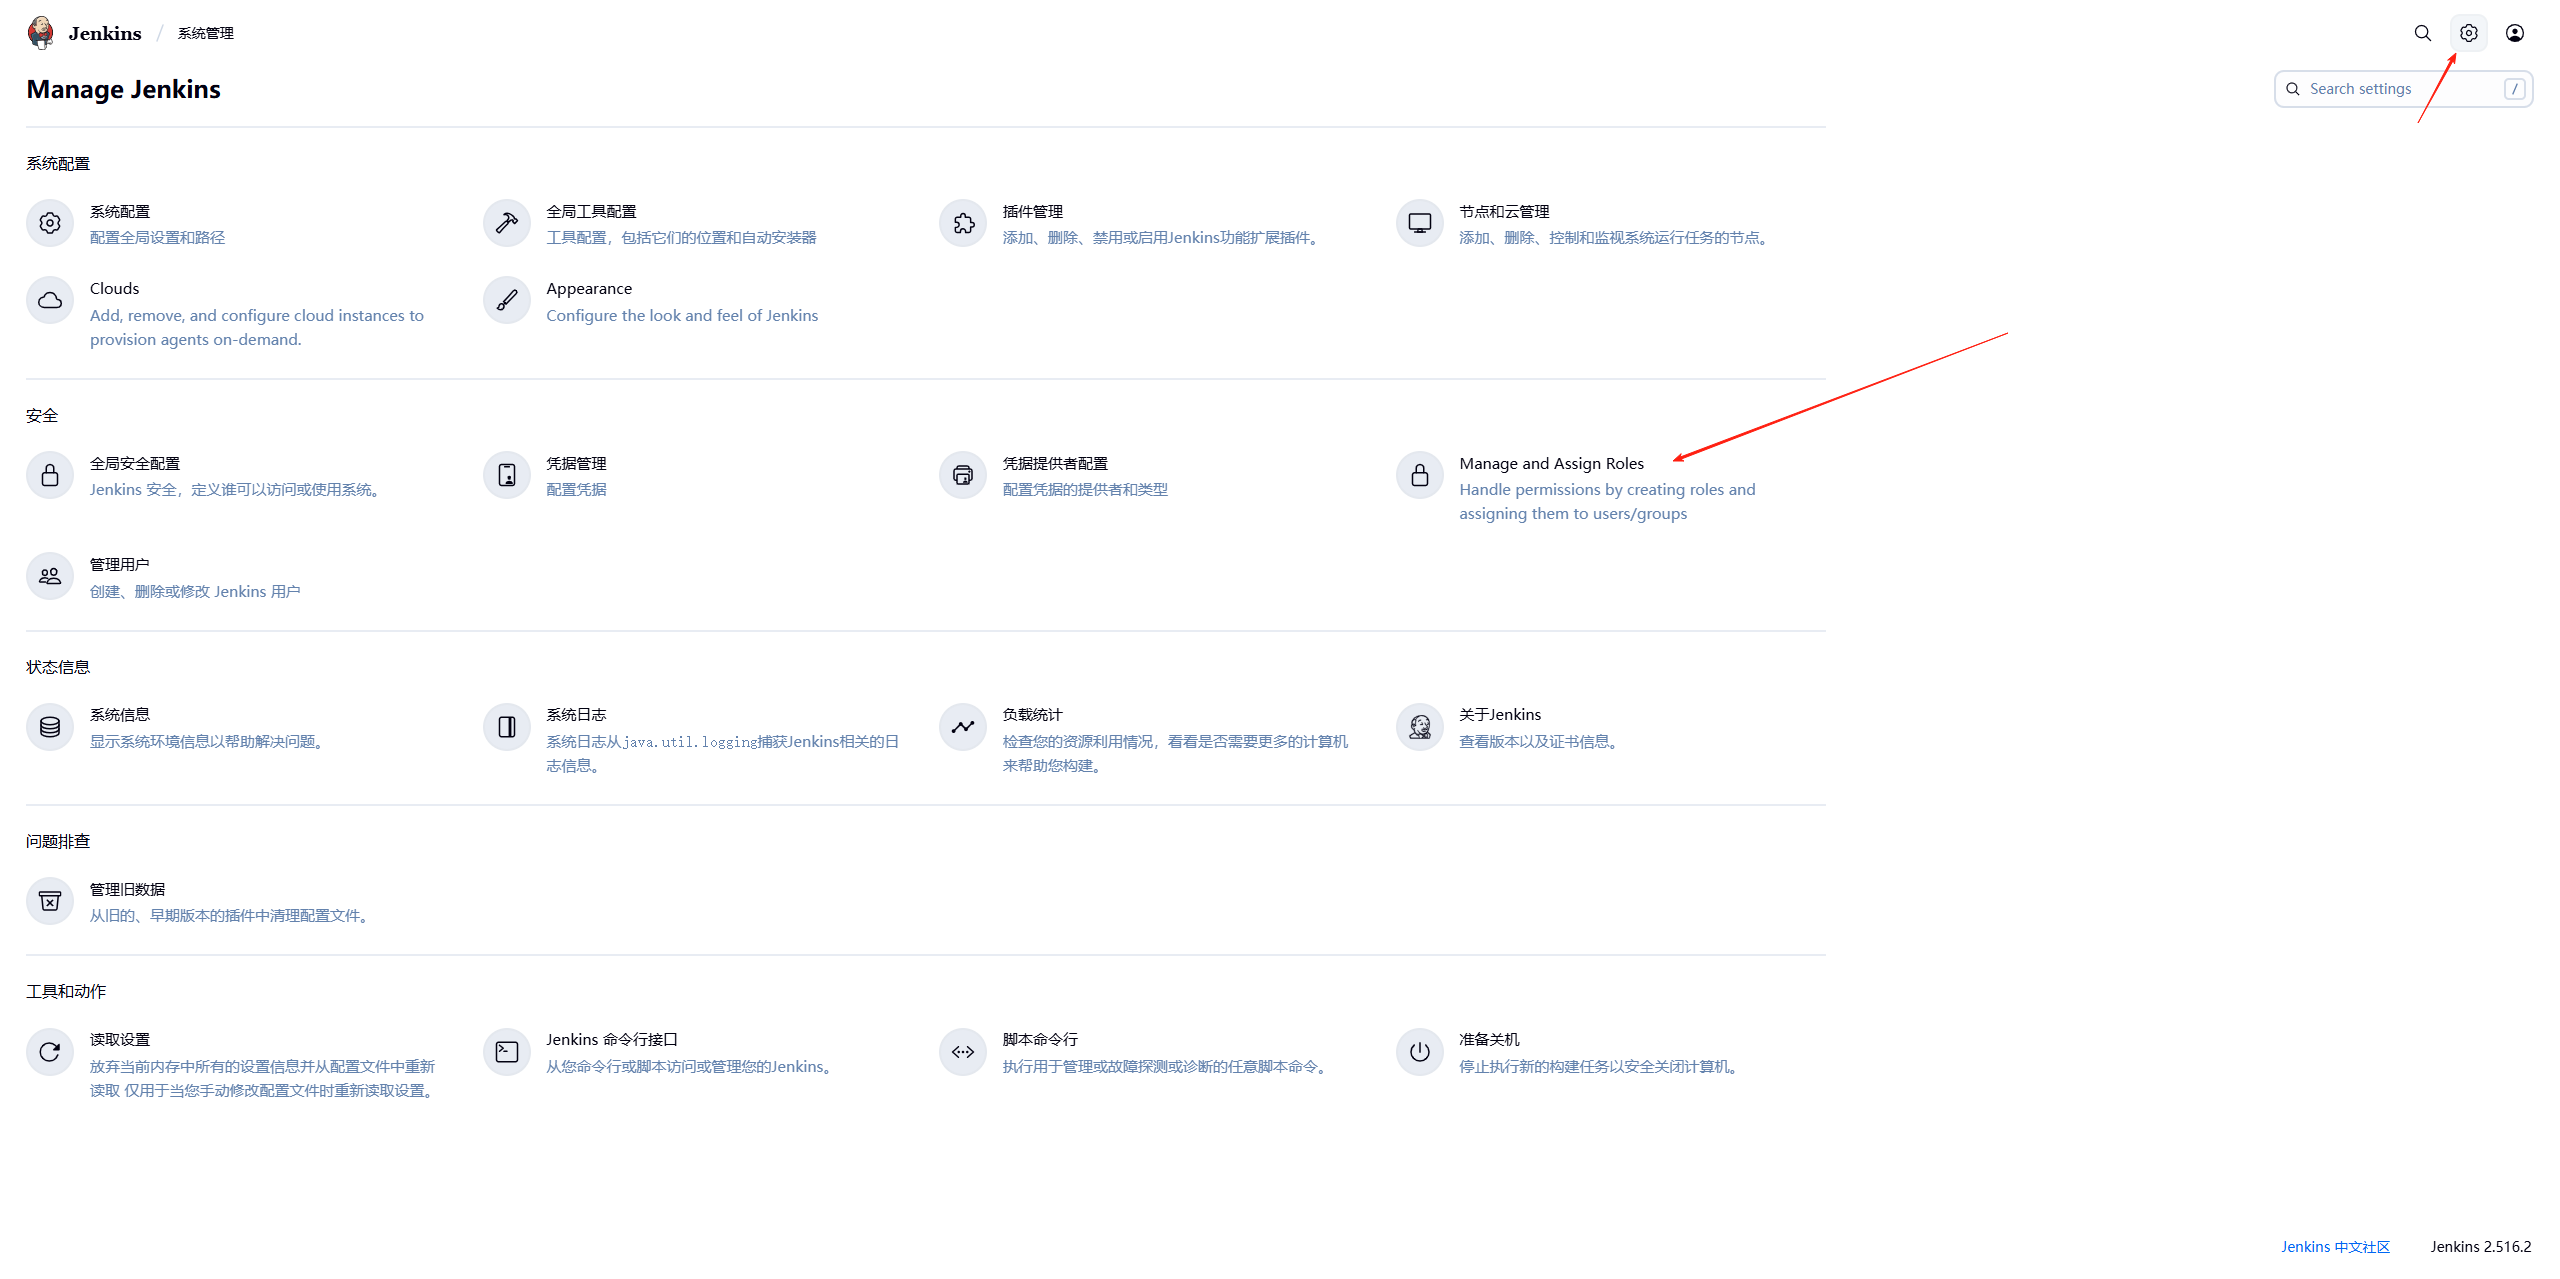 Jenkins / 系统管理
Manage Jenkins
Search settings /
系统配置
系统配置
配置全局设置和路径
全局工具配置
工具配置，包括它们的位置和自动安装器
插件管理
添加、删除、禁用或启用Jenkins功能扩展插件。
节点和云管理
添加、删除、控制和监视系统运行任务的节点。
Clouds
Add, remove, and configure cloud instances to
provision agents on-demand.
Appearance
Configure the look and feel of Jenkins
安全
全局安全配置
Jenkins 安全，定义谁可以访问或使用系统。
凭据管理
配置凭据
凭据提供者配置
配置凭据的提供者和类型
Manage and Assign Roles
Handle permissions by creating roles and
assigning them to users/groups
管理用户
创建、删除或修改 Jenkins 用户
状态信息
系统信息
显示系统环境信息以帮助解决问题。
系统日志
系统日志从java.util.logging捕获Jenkins相关的日
志信息。
负载统计
检查您的资源利用情况，看看是否需要更多的计算机
来帮助您构建。
关于Jenkins
查看版本以及证书信息。
问题排查
管理旧数据
从旧的、早期版本的插件中清理配置文件。
工具和动作
读取设置
放弃当前内存中所有的设置信息并从配置文件中重新
读取 仅用于当您手动修改配置文件时重新读取设置。
Jenkins 命令行接口
从您命令行或脚本访问或管理您的Jenkins。
脚本命令行
执行用于管理或故障探测或诊断的任意脚本命令。
准备关机
停止执行新的构建任务以安全关闭计算机。
Jenkins 中文社区
Jenkins 2.516.2